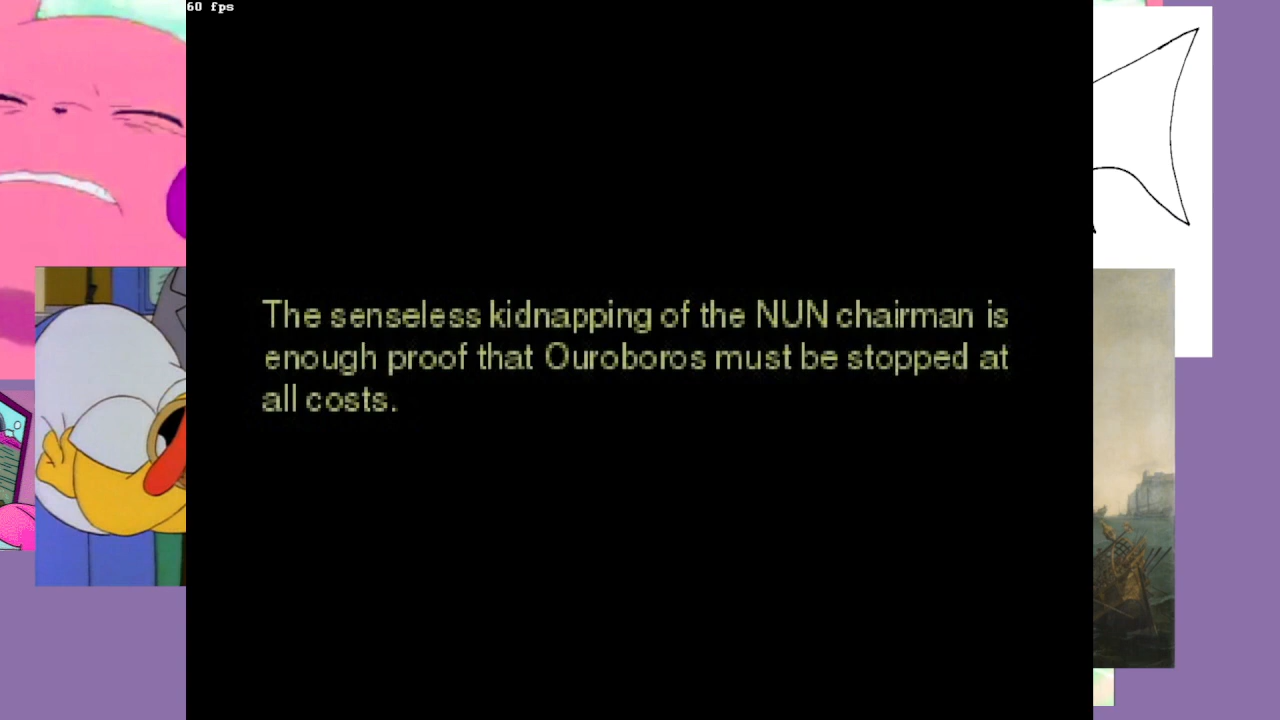 60 fps
The senseless kidnapping of the NUN chairman is
enough proof that Ouroboros must be stopped at
all costs.